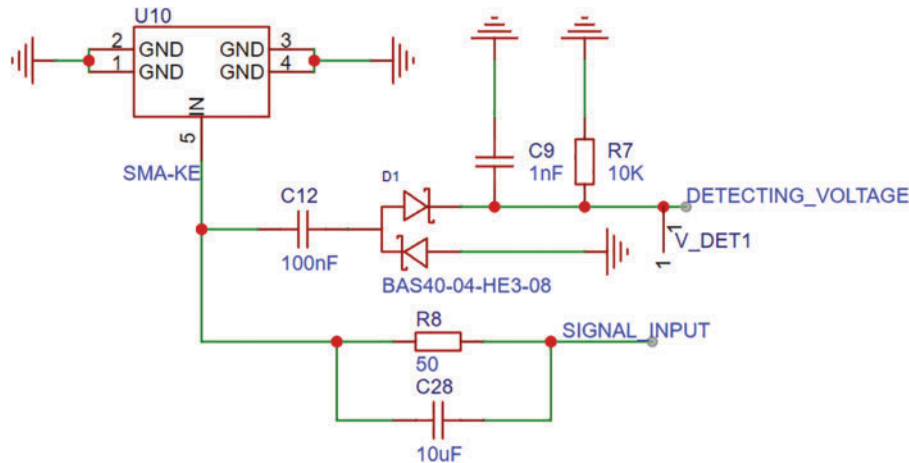 U10
2 GND GND 3
1 GND GND 4
IN
5
SMA-KE
C9
1nF
R7
10K
D1
DETECTING_VOLTAGE
C12
100nF
1
V_DET1
1
BAS40-04-HE3-08
R8
50
SIGNAL_INPUT
C28
10uF